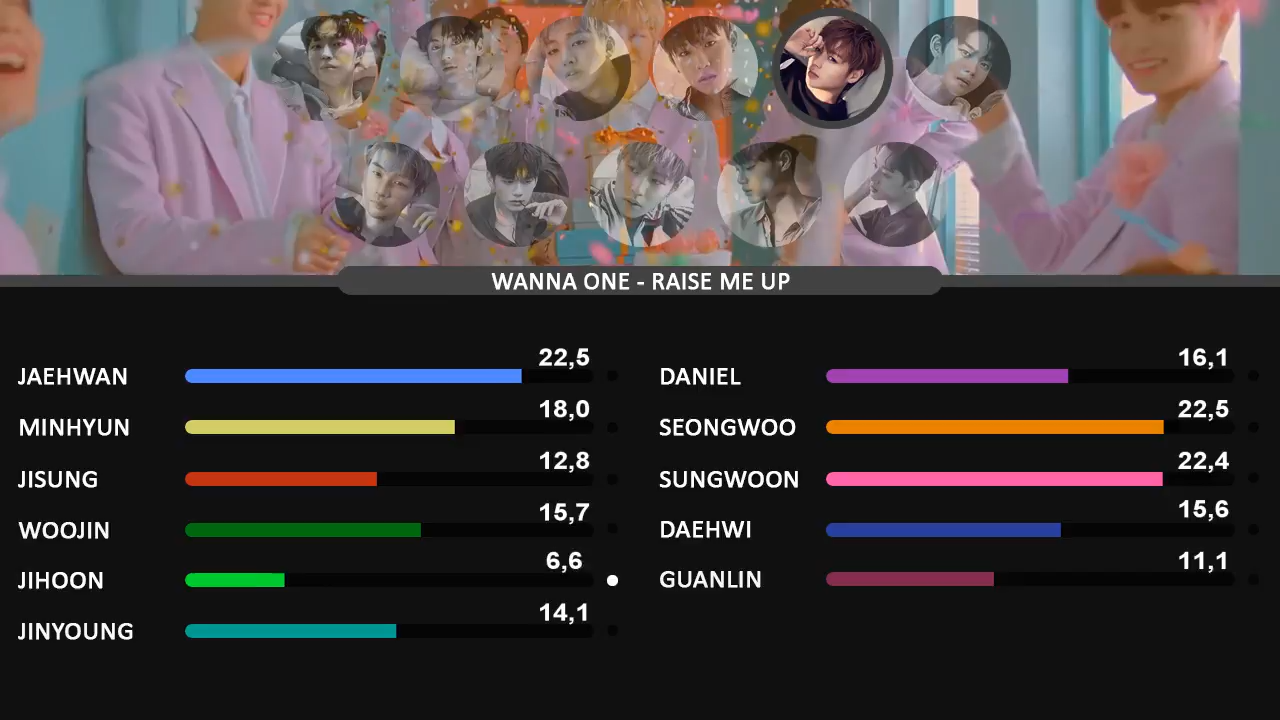 WANNA ONE - RAISE ME UP
JAEHWAN 22,5
MINHYUN 18,0
JISUNG 12,8
WOOJIN 15,7
JIHOON 6,6
JINYOUNG 14,1
DANIEL 16,1
SEONGWOO 22,5
SUNGWOON 22,4
DAEHWI 15,6
GUANLIN 11,1